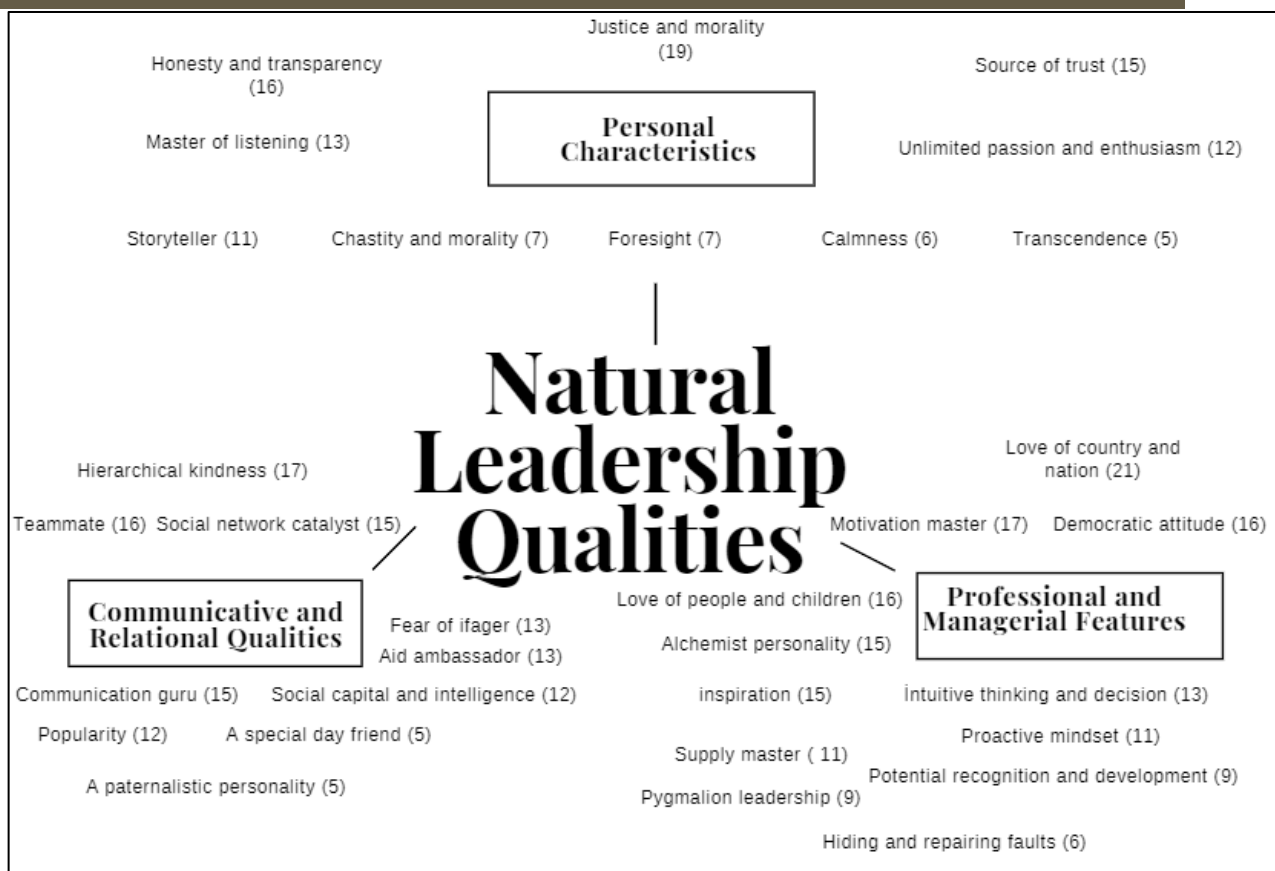 Justice and morality
(19)
Honesty and transparency
(16)
Source of trust (15)
Personal
Characteristics
Master of listening (13)
Unlimited passion and enthusiasm (12)
Storyteller (11)
Chastity and morality (7)
Foresight (7)
Calmness (6)
Transcendence (5)
Natural
Leadership
Qualities
Hierarchical kindness (17)
Teammate (16)
Social network catalyst (15)
Communicative and
Relational Qualities
Fear of ifager (13)
Aid ambassador (13)
Communication guru (15)
Social capital and intelligence (12)
Popularity (12)
A special day friend (5)
A paternalistic personality (5)
Love of country and
nation (21)
Motivation master (17)
Democratic attitude (16)
Love of people and children (16)
Professional and
Managerial Features
Alchemist personality (15)
inspiration (15)
İntuitive thinking and decision (13)
Proactive mindset (11)
Supply master ( 11)
Potential recognition and development (9)
Pygmalion leadership (9)
Hiding and repairing faults (6)